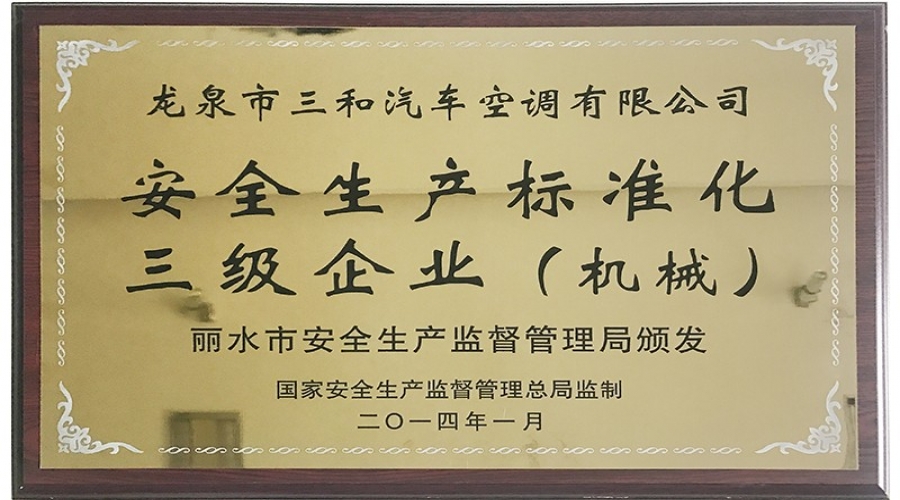 龙泉市三和汽车空调有限公司
安全生产标准化
三级企业（机械）
丽水市安全生产监督管理局颁发
国家安全生产监督管理总局监制
二〇一四年一月